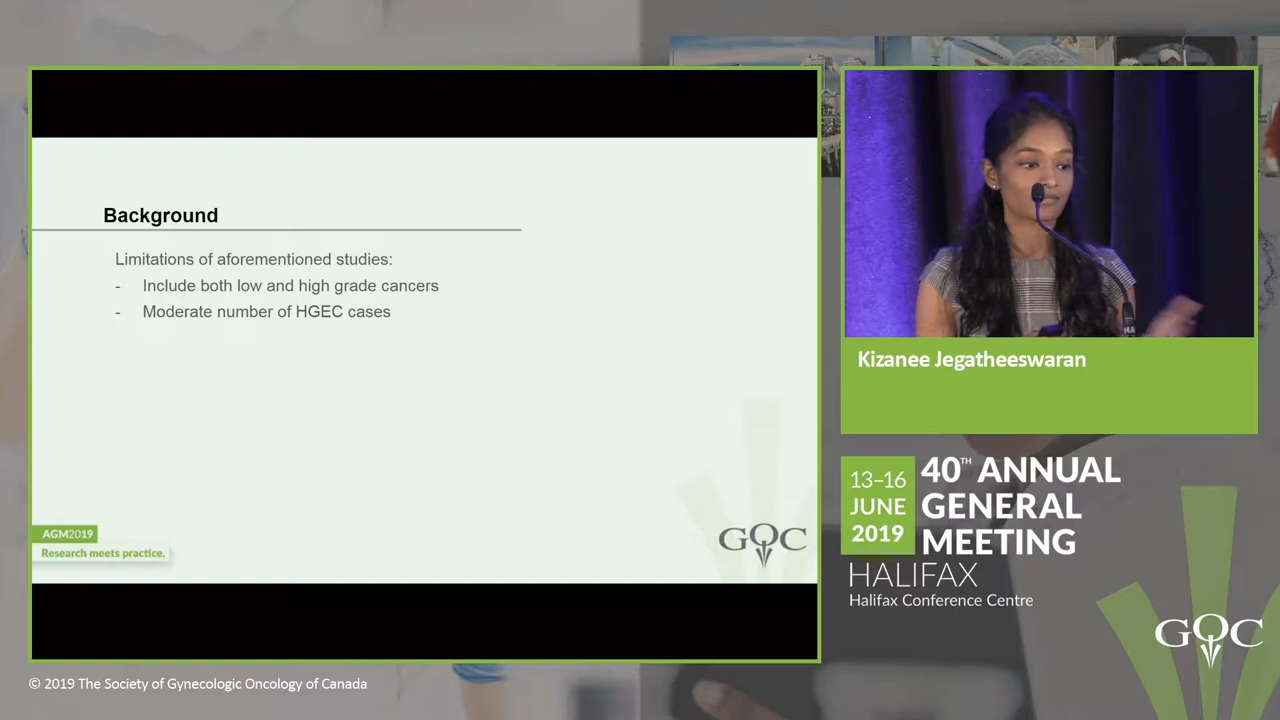 Background
Limitations of aforementioned studies:
- Include both low and high grade cancers
- Moderate number of HGEC cases
AGM2019
Research meets practice.
GOC
Kizanee Jegatheeswaran
13–16
JUNE
2019
40TH ANNUAL
GENERAL
MEETING
HALIFAX
Halifax Conference Centre
GOC
© 2019 The Society of Gynecologic Oncology of Canada